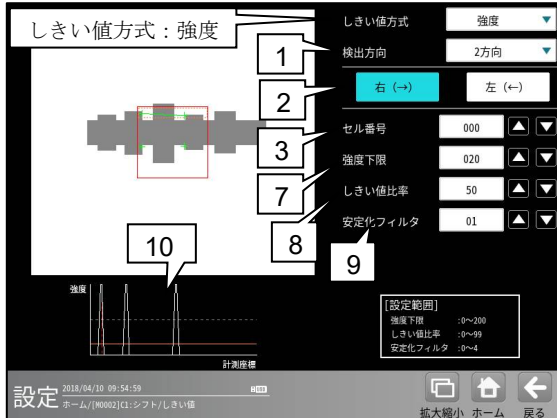 しきい値方式：強度
しきい値方式 強度 ▼
1
検出方向 2方向 ▼
2
右（→） 左（←）
3
セル番号 000 ▲ ▼
7
強度下限 020 ▲ ▼
8
しきい値比率 50 ▲ ▼
9
安定化フィルタ 01 ▲ ▼
10
強度
計測座標
[設定範囲]
強度下限 :0～200
しきい値比率 :0～99
安定化フィルタ :0～4
設定
2018/04/10 09:54:59
ホーム/[M0002]C1:シフト/しきい値
拡大縮小 ホーム 戻る